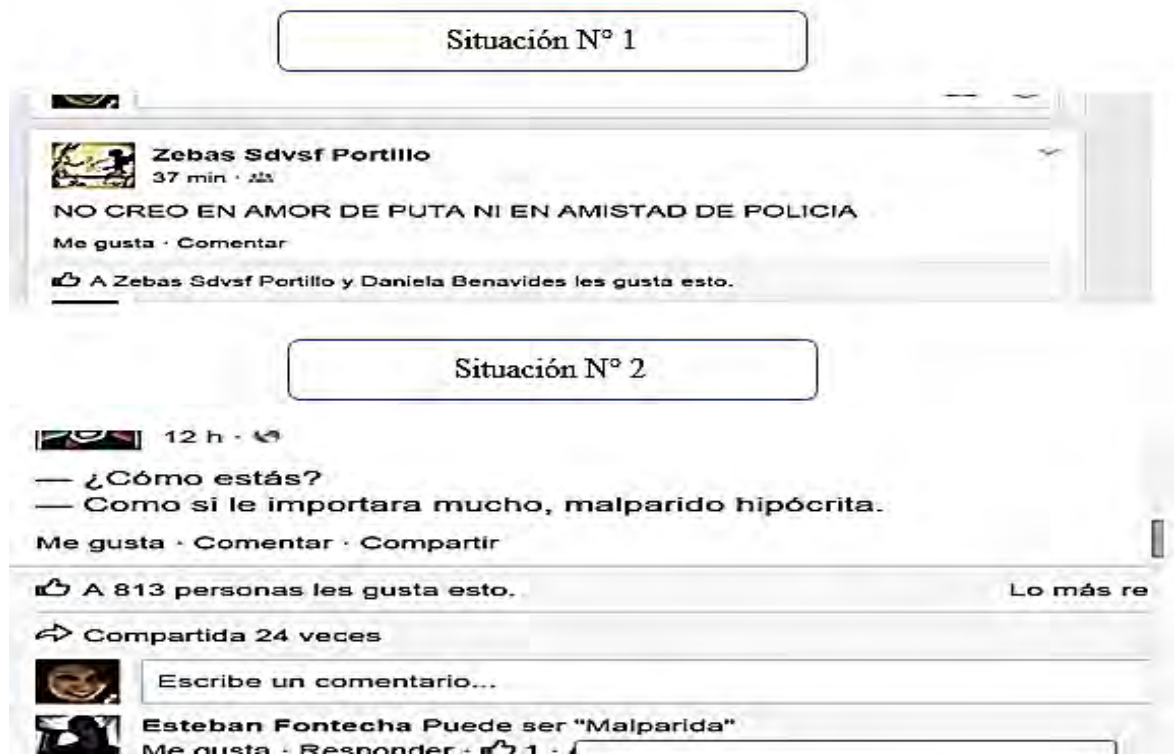 Situación N° 1
Zebas Sdvsf Portillo
37 min ·
NO CREO EN AMOR DE PUTA NI EN AMISTAD DE POLICIA
Me gusta · Comentar
A Zebas Sdvsf Portillo y Daniela Benavides les gusta esto.
Situación N° 2
12 h ·
— ¿Cómo estás?
— Como si le importara mucho, malparido hipócrita.
Me gusta · Comentar · Compartir
A 813 personas les gusta esto. Lo más re
Compartida 24 veces
Escribe un comentario...
Esteban Fontecha Puede ser "Malparida"
Me gusta · Responder · 1 ·